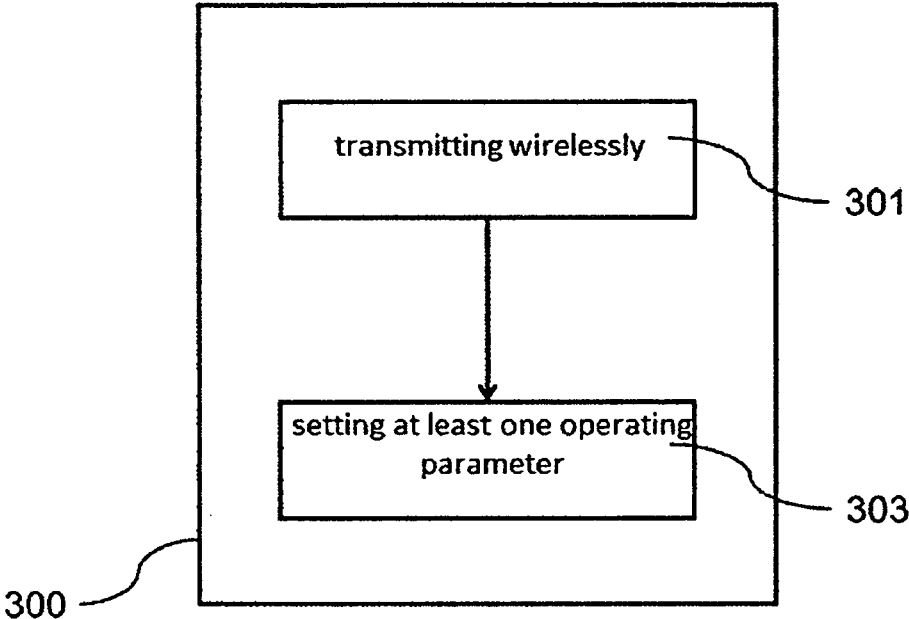 transmitting wirelessly
301
setting at least one operating
parameter
303
300